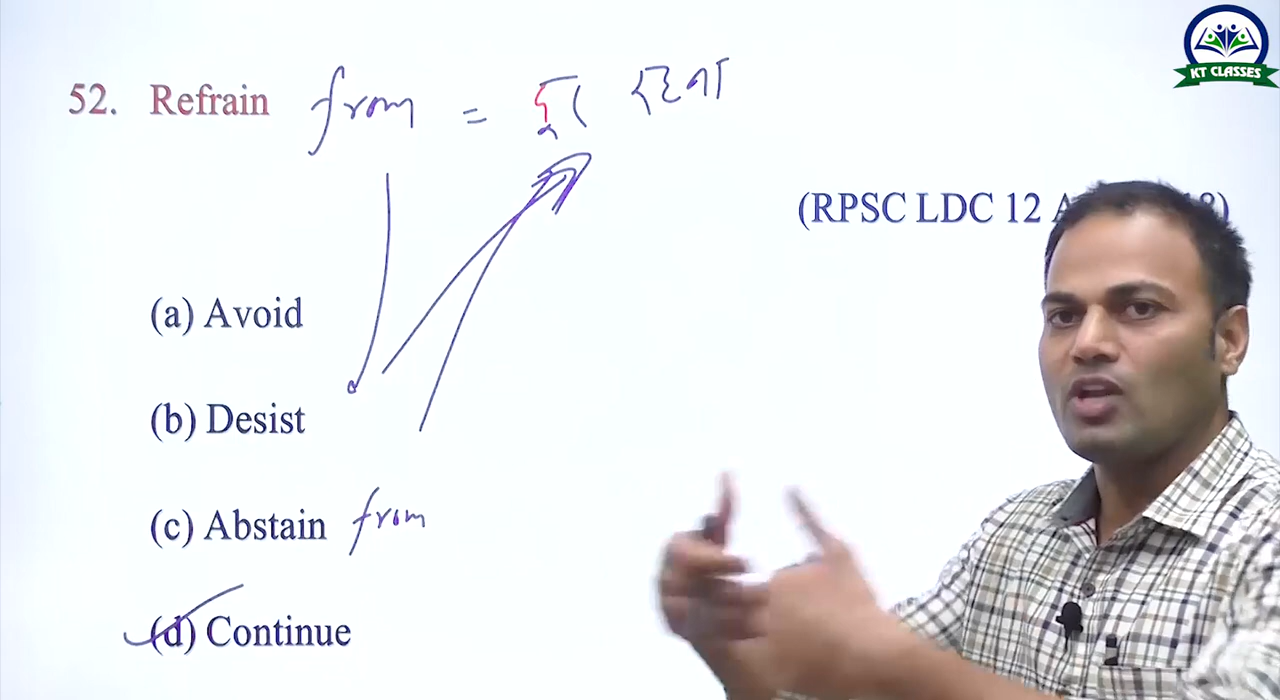 KT CLASSES
52. Refrain from = दूर रहना
(RPSC LDC 12 A
(a) Avoid
(b) Desist
(c) Abstain from
(d) Continue